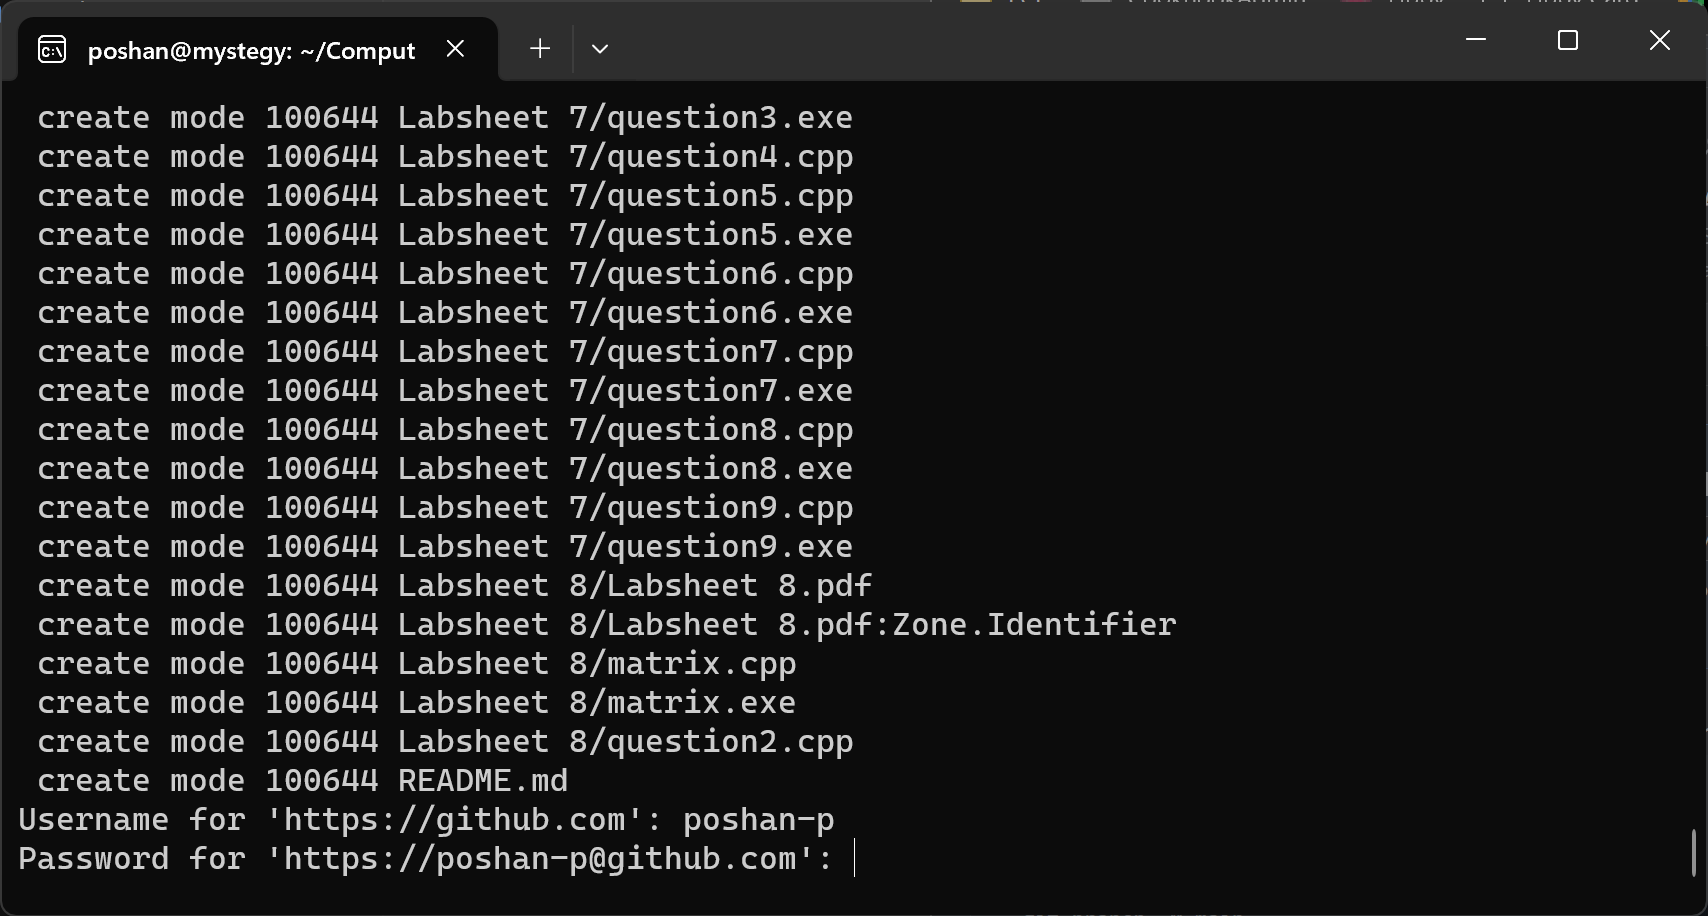 poshan@mystegy: ~/Comput
create mode 100644 Labsheet 7/question3.exe
create mode 100644 Labsheet 7/question4.cpp
create mode 100644 Labsheet 7/question5.cpp
create mode 100644 Labsheet 7/question5.exe
create mode 100644 Labsheet 7/question6.cpp
create mode 100644 Labsheet 7/question6.exe
create mode 100644 Labsheet 7/question7.cpp
create mode 100644 Labsheet 7/question7.exe
create mode 100644 Labsheet 7/question8.cpp
create mode 100644 Labsheet 7/question8.exe
create mode 100644 Labsheet 7/question9.cpp
create mode 100644 Labsheet 7/question9.exe
create mode 100644 Labsheet 8/Labsheet 8.pdf
create mode 100644 Labsheet 8/Labsheet 8.pdf:Zone.Identifier
create mode 100644 Labsheet 8/matrix.cpp
create mode 100644 Labsheet 8/matrix.exe
create mode 100644 Labsheet 8/question2.cpp
create mode 100644 README.md
Username for 'https://github.com': poshan-p
Password for 'https://poshan-p@github.com':